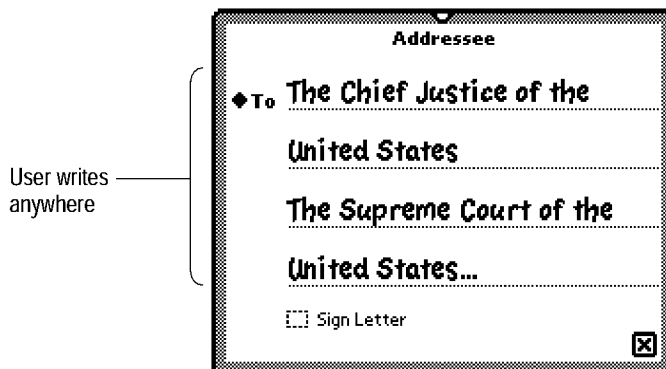 Addressee
User writes
anywhere
◆To The Chief Justice of the
United States
The Supreme Court of the
United States...
Sign Letter